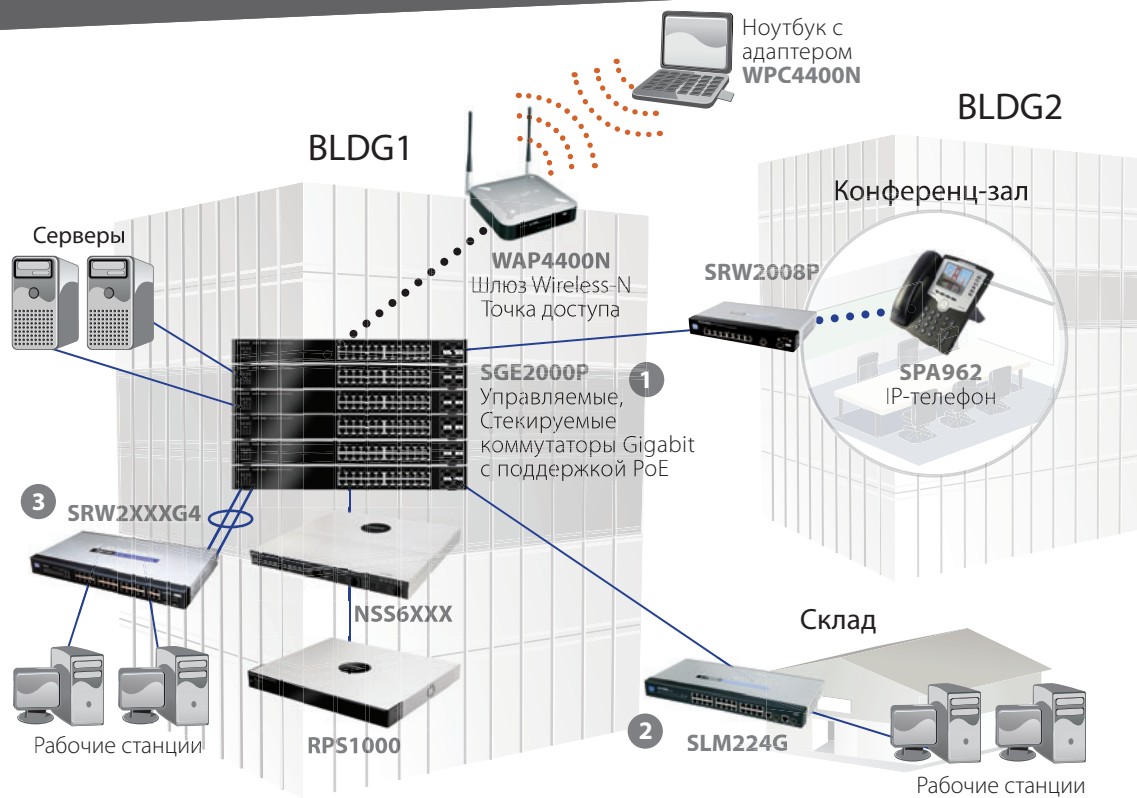 Ноутбук с
адаптером
WPC4400N
BLDG1
BLDG2
Конференц-зал
Серверы
WAP4400N
Шлюз Wireless-N
Точка доступа
SRW2008P
SPA962
IP-телефон
SGE2000P
1
Управляемые,
Стекируемые
коммутаторы Gigabit
с поддержкой PoE
3
SRW2XXXG4
NSS6XXX
Склад
Рабочие станции
RPS1000
2
SLM224G
Рабочие станции